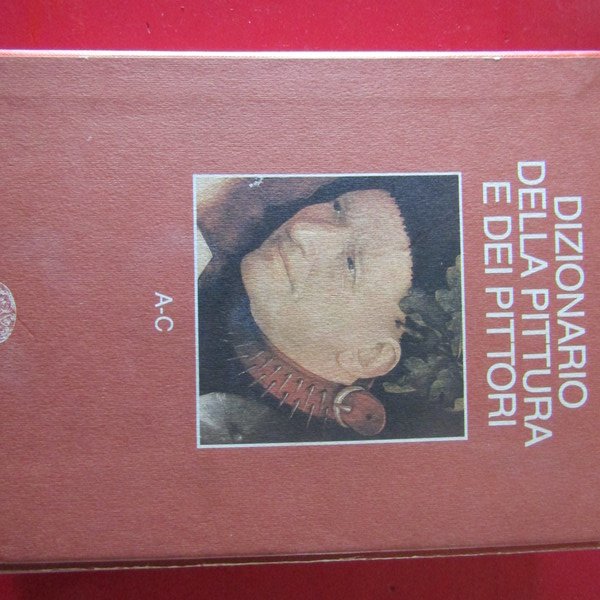 DIZIONARIO
DELLA PITTURA
E DEI PITTORI
A-C